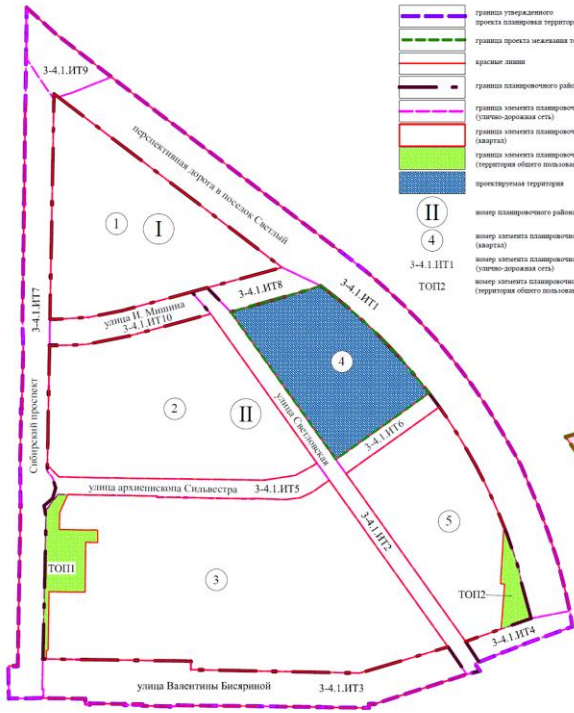 3-4.1.ИТ9
перспективная дорога в поселок Светлый
1
I
3-4.1.ИТ7
3-4.1.ИТ8
3-4.1.ИТ1
улица И. Мишина
3-4.1.ИТ10
4
Сибирский проспект
2
II
улица Светловская
3-4.1.ИТ6
улица архиепископа Сильвестра
3-4.1.ИТ5
3-4.1.ИТ2
5
ТОП1
3
ТОП2
3-4.1.ИТ4
улица Валентины Бисяриной
3-4.1.ИТ3
граница утвержденного
проекта планировки территор
граница проекта межевания те
красные линии
граница планировочного райо
граница элемента планировоч
(улично-дорожная сеть)
граница элемента планировоч
(квартал)
граница элемента планировоч
(территория общего пользован
проектируемая территория
II
номер планировочного района
4
номер элемента планировочно
(квартал)
3-4.1.ИТ1
номер элемента планировочно
(улично-дорожная сеть)
ТОП2
номер элемента планировочно
(территория общего пользован